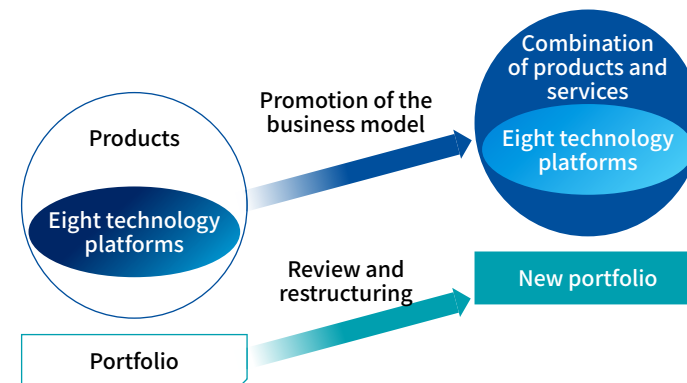 Products
Eight technology
platforms
Promotion of the
business model
Combination
of products and
services
Eight technology
platforms
Portfolio
Review and
restructuring
New portfolio